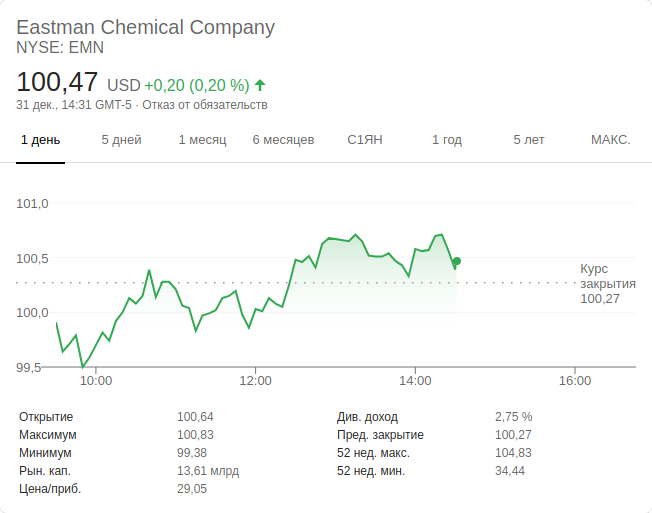 Eastman Chemical Company
NYSE: EMN
100,47 USD +0,20 (0,20 %)
31 дек., 14:31 GMT-5 · Отказ от обязательств
1 день 5 дней 1 месяц 6 месяцев С1ЯН 1 год 5 лет МАКС.
101,0
100,5
Курс
закрытия
100,27
100,0
99,5
10:00 12:00 14:00 16:00
Открытие 100,64 Див. доход 2,75 %
Максимум 100,83 Пред. закрытие 100,27
Минимум 99,38 52 нед. макс. 104,83
Рын. кап. 13,61 млрд 52 нед. мин. 34,44
Цена/приб. 29,05